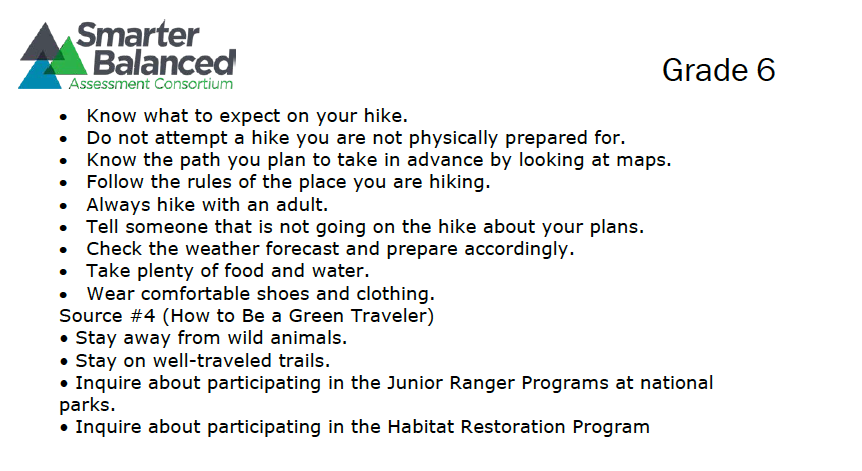 Smarter
Balanced
Assessment Consortium
Grade 6
• Know what to expect on your hike.
• Do not attempt a hike you are not physically prepared for.
• Know the path you plan to take in advance by looking at maps.
• Follow the rules of the place you are hiking.
• Always hike with an adult.
• Tell someone that is not going on the hike about your plans.
• Check the weather forecast and prepare accordingly.
• Take plenty of food and water.
• Wear comfortable shoes and clothing.
Source #4 (How to Be a Green Traveler)
• Stay away from wild animals.
• Stay on well-traveled trails.
• Inquire about participating in the Junior Ranger Programs at national
parks.
• Inquire about participating in the Habitat Restoration Program